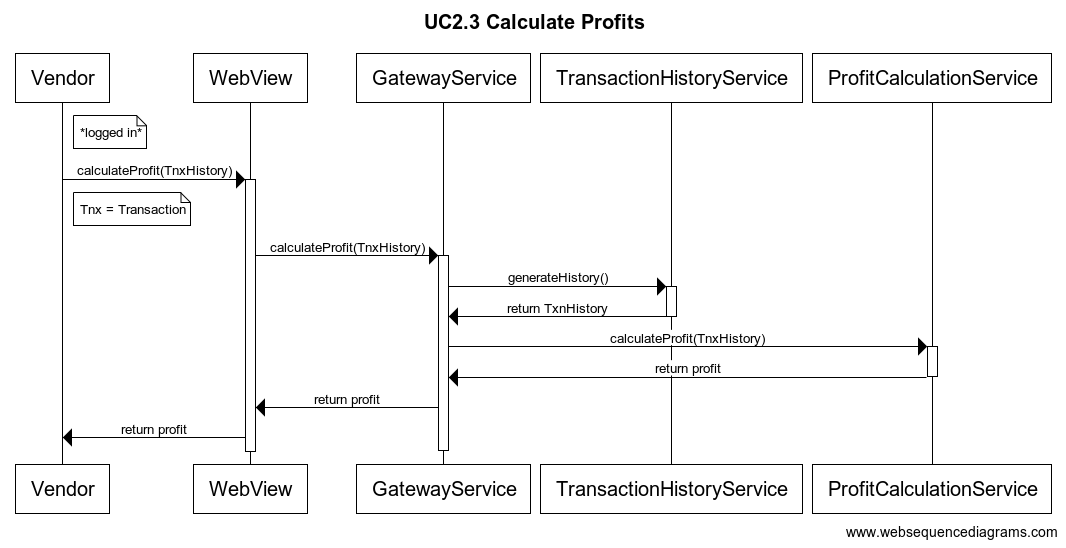 UC2.3 Calculate Profits
Vendor WebView GatewayService TransactionHistoryService ProfitCalculationService
*logged in*
calculateProfit(TnxHistory)
Tnx = Transaction
calculateProfit(TnxHistory)
generateHistory()
return TxnHistory
calculateProfit(TnxHistory)
return profit
return profit
return profit
Vendor WebView GatewayService TransactionHistoryService ProfitCalculationService
www.websequencediagrams.com